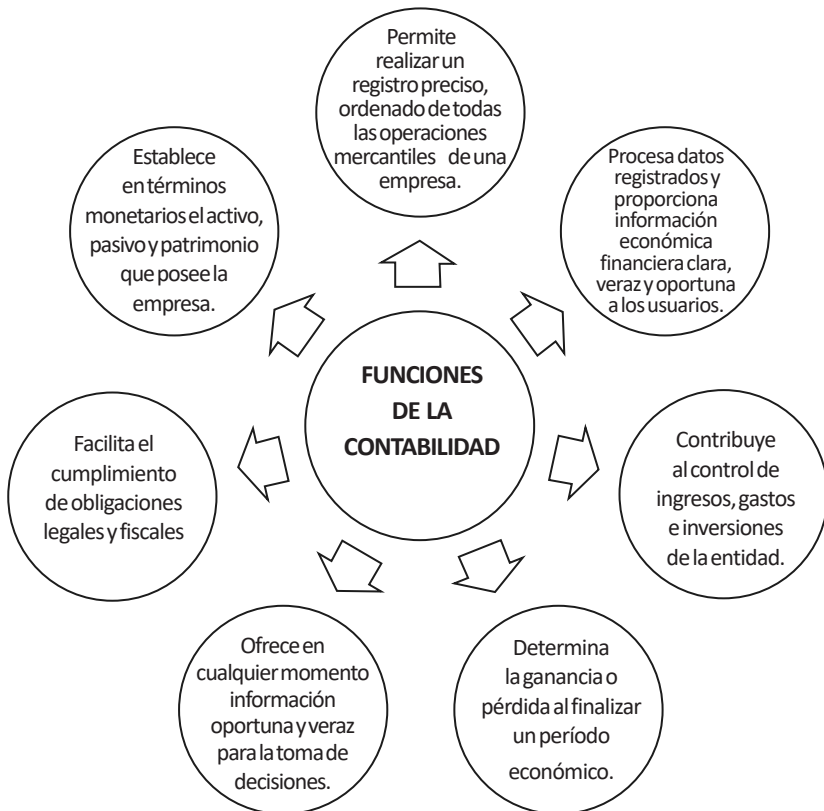 Permite
realizar un
registro preciso,
ordenado de todas
las operaciones
mercantiles de una
empresa.
Procesa datos
registrados y
proporciona
información
económica
financiera clara,
veraz y oportuna
a los usuarios.
Contribuye
al control de
ingresos, gastos
e inversiones
de la entidad.
Determina
la ganancia o
pérdida al finalizar
un período
económico.
Ofrece en
cualquier momento
información
oportuna y veraz
para la toma de
decisiones.
Facilita el
cumplimiento
de obligaciones
legales y fiscales
Establece
en términos
monetarios el activo,
pasivo y patrimonio
que posee la
empresa.
FUNCIONES
DE LA
CONTABILIDAD